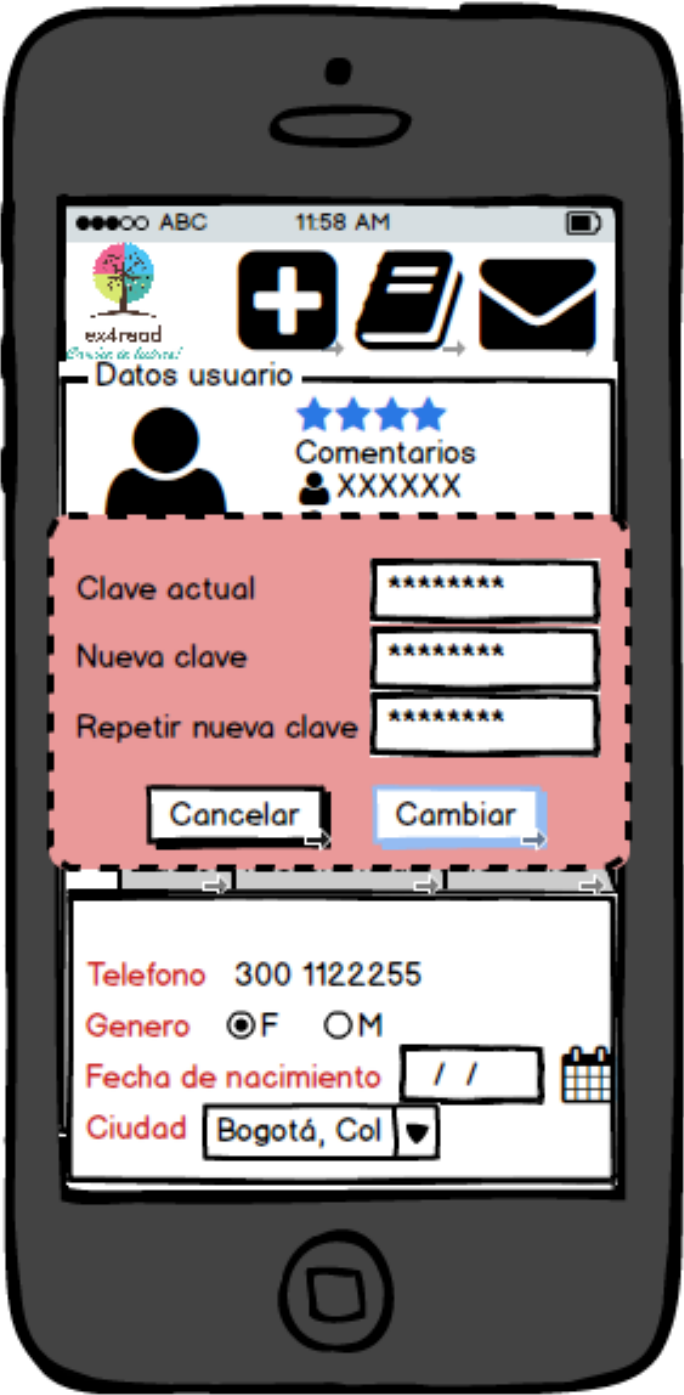 ABC 11:58 AM
ex4read
Datos usuario
Comentarios
XXXXXX
Clave actual ********
Nueva clave ********
Repetir nueva clave ********
Cancelar Cambiar
Telefono 300 1122255
Genero F M
Fecha de nacimiento / /
Ciudad Bogotá, Col